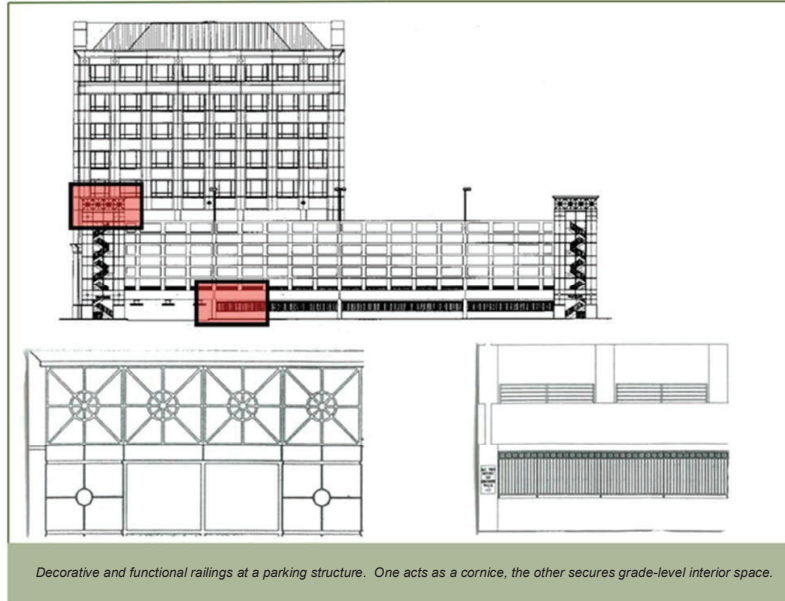 Decorative and functional railings at a parking structure.  One acts as a cornice, the other secures grade-level interior space.